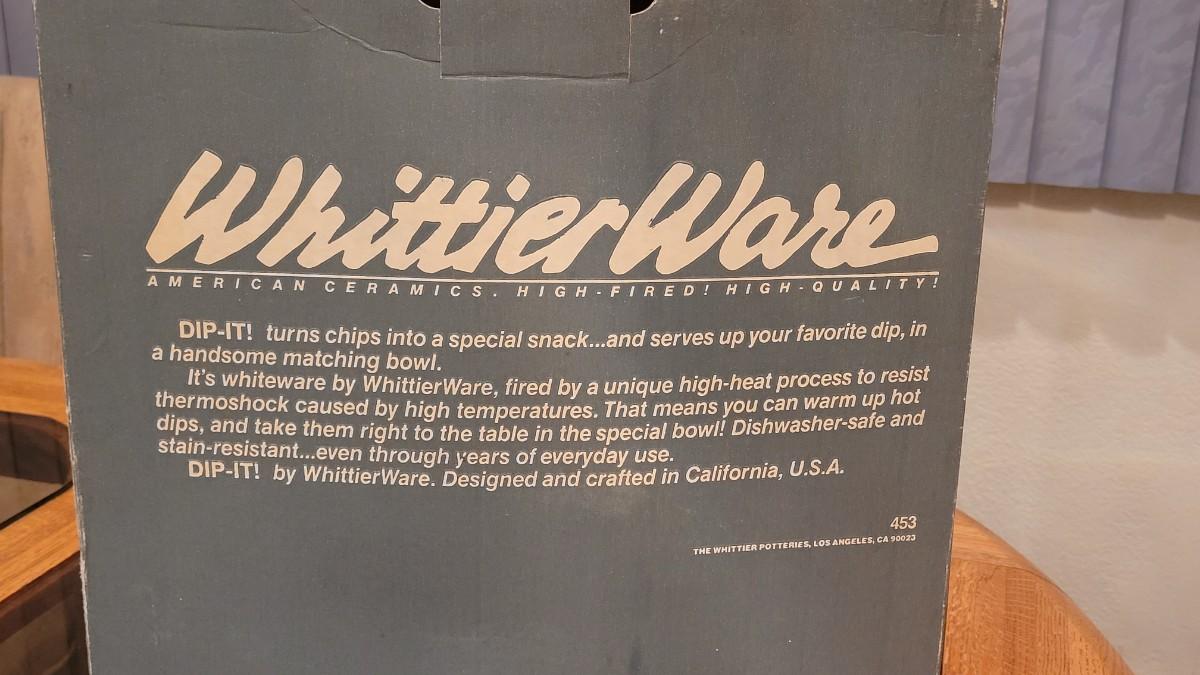 WhittierWare
AMERICAN CERAMICS. HIGH-FIRED! HIGH-QUALITY!
DIP-IT! turns chips into a special snack...and serves up your favorite dip, in
a handsome matching bowl.
It's whiteware by WhittierWare, fired by a unique high-heat process to resist
thermoshock caused by high temperatures. That means you can warm up hot
dips, and take them right to the table in the special bowl! Dishwasher-safe and
stain-resistant...even through years of everyday use.
DIP-IT! by WhittierWare. Designed and crafted in California, U.S.A.
453
THE WHITTIER POTTERIES, LOS ANGELES, CA 90023